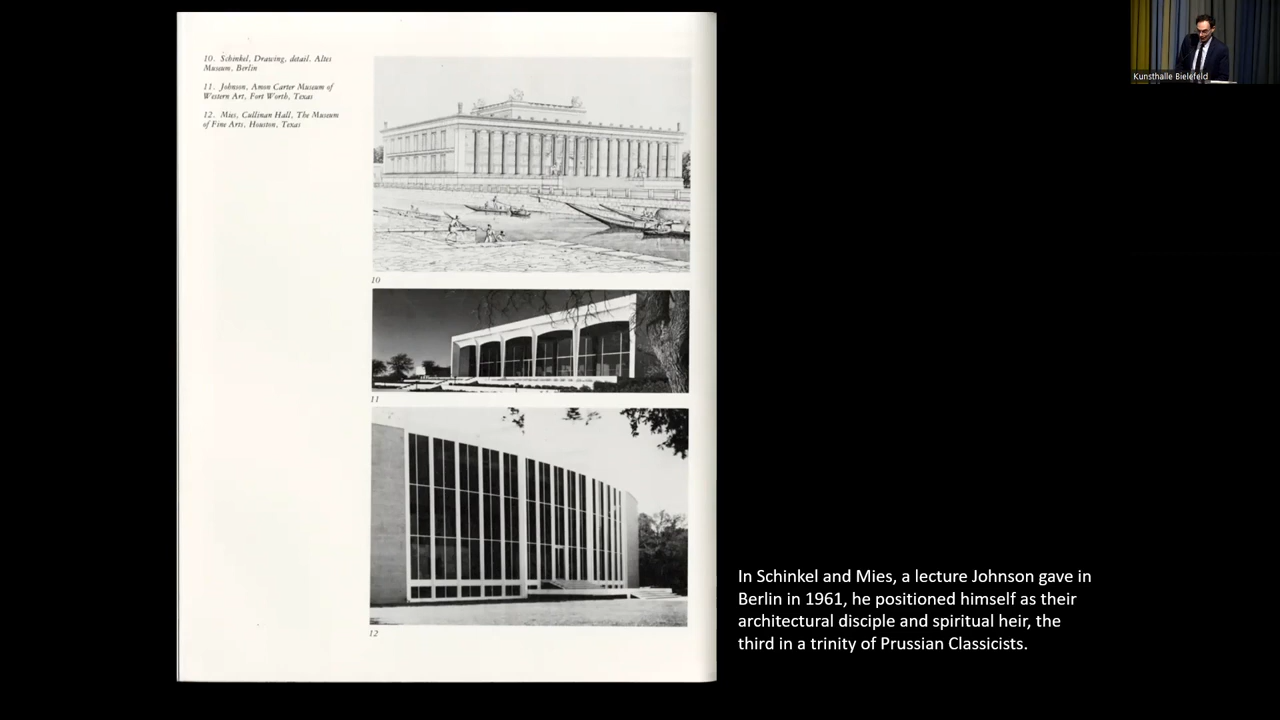 10. Schinkel, Drawing, detail, Altes
Museum, Berlin
11. Johnson, Amon Carter Museum of
Western Art, Fort Worth, Texas
12. Mies, Cullinan Hall, The Museum
of Fine Arts, Houston, Texas
10
11
12
Kunsthalle Bielefeld
In Schinkel and Mies, a lecture Johnson gave in
Berlin in 1961, he positioned himself as their
architectural disciple and spiritual heir, the
third in a trinity of Prussian Classicists.